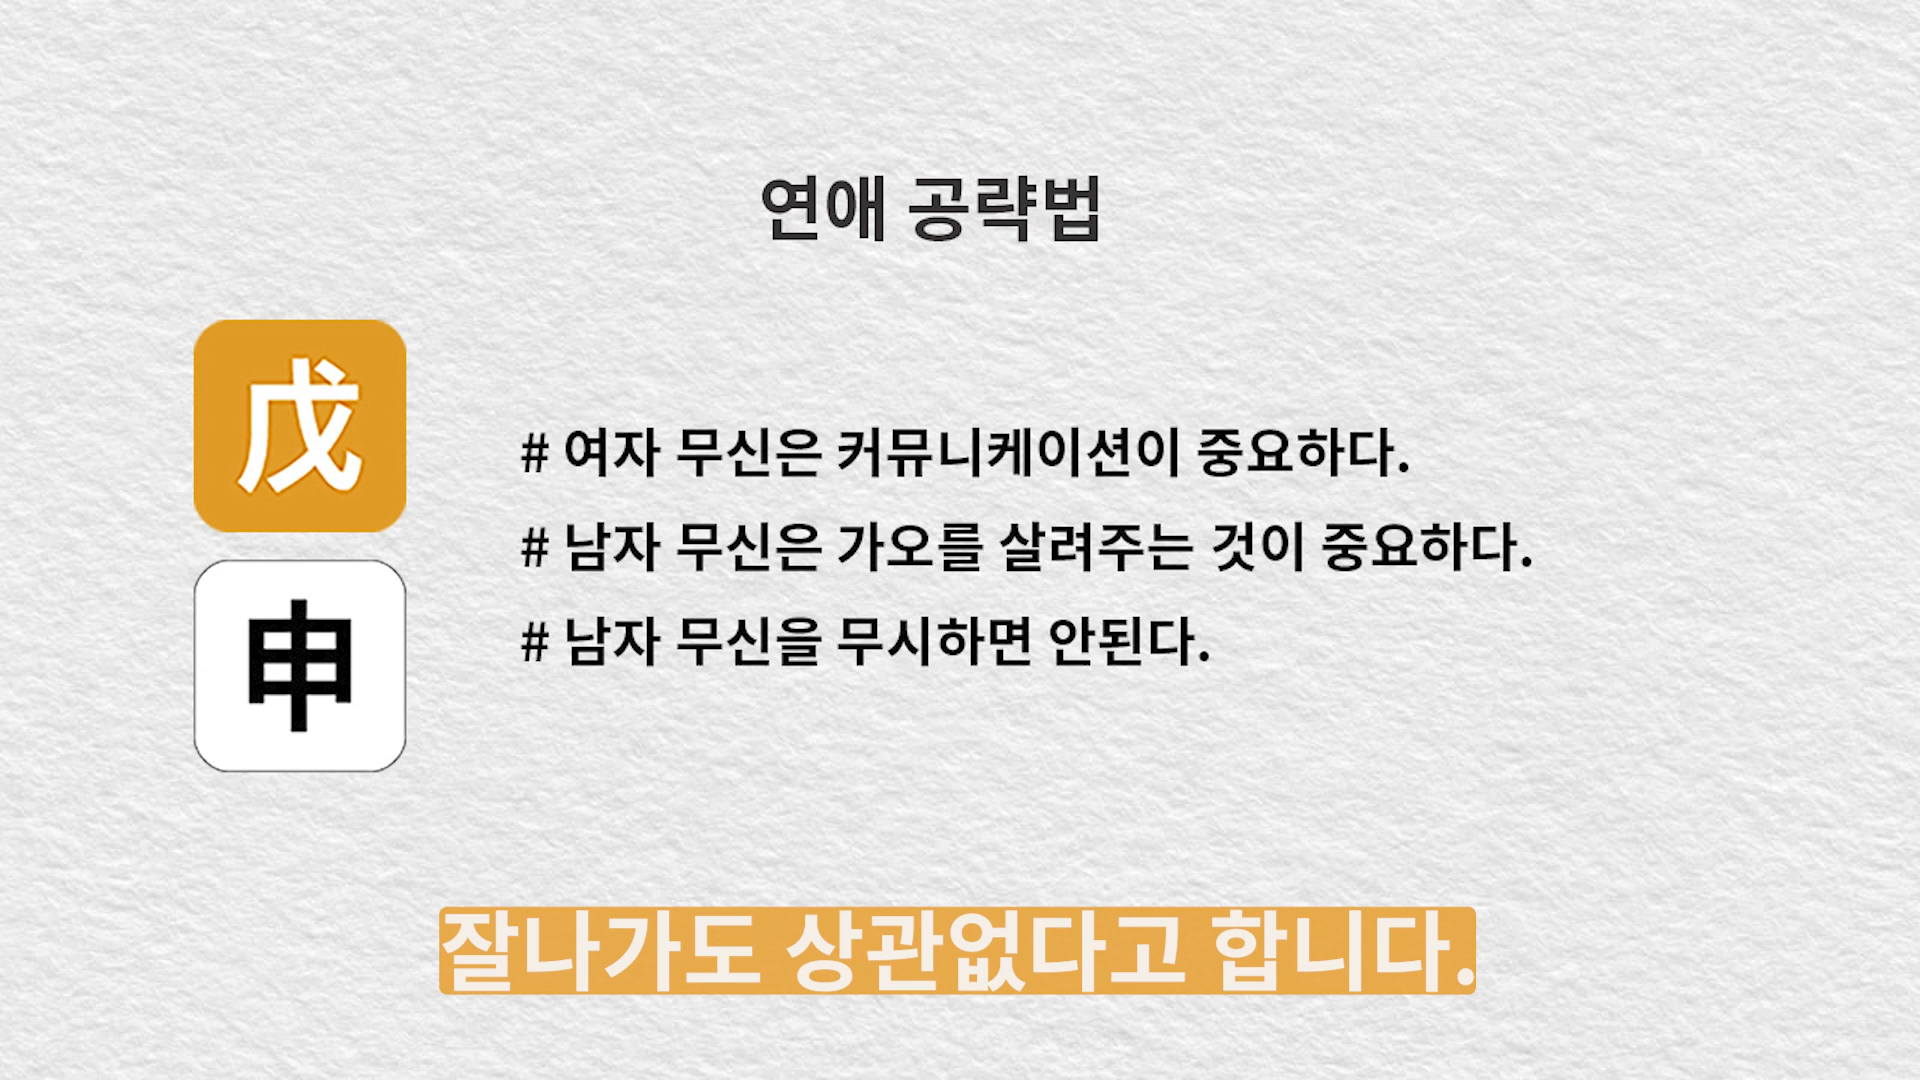 연애 공략법
戊
申
# 여자 무신은 커뮤니케이션이 중요하다.
# 남자 무신은 가오를 살려주는 것이 중요하다.
# 남자 무신을 무시하면 안된다.
잘나가도 상관없다고 합니다.